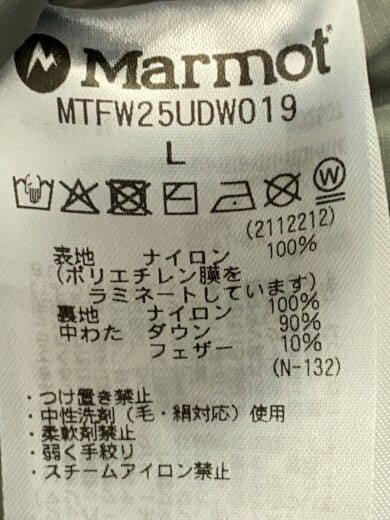 Marmot
MTFW25UDW019
L
W
(2112212)
表地 ナイロン 100%
(ポリエチレン膜を
ラミネートしています)
裏地 ナイロン 100%
中わた ダウン 90%
フェザー 10%
(N-132)
・つけ置き禁止
・中性洗剤（毛・絹対応）使用
・柔軟剤禁止
・弱く手絞り
・スチームアイロン禁止